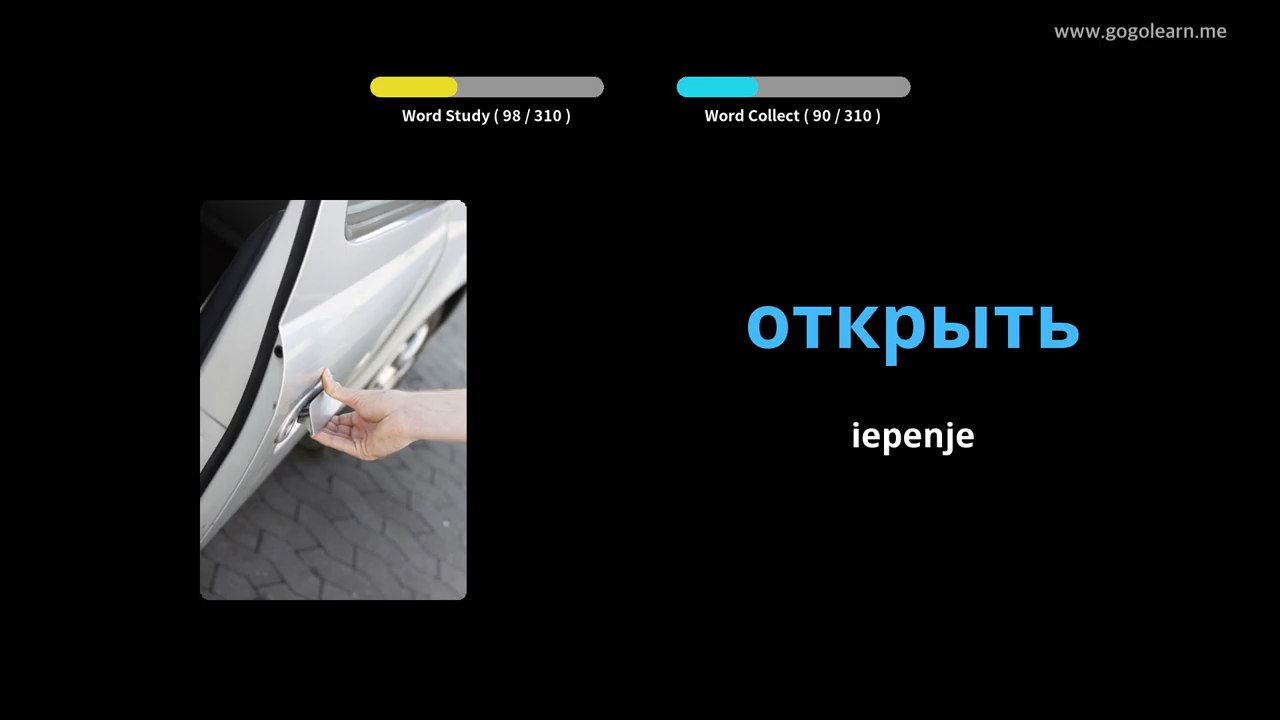 www.gogolearn.me
Word Study ( 98 / 310 )
Word Collect ( 90 / 310 )
открыть
iepenje